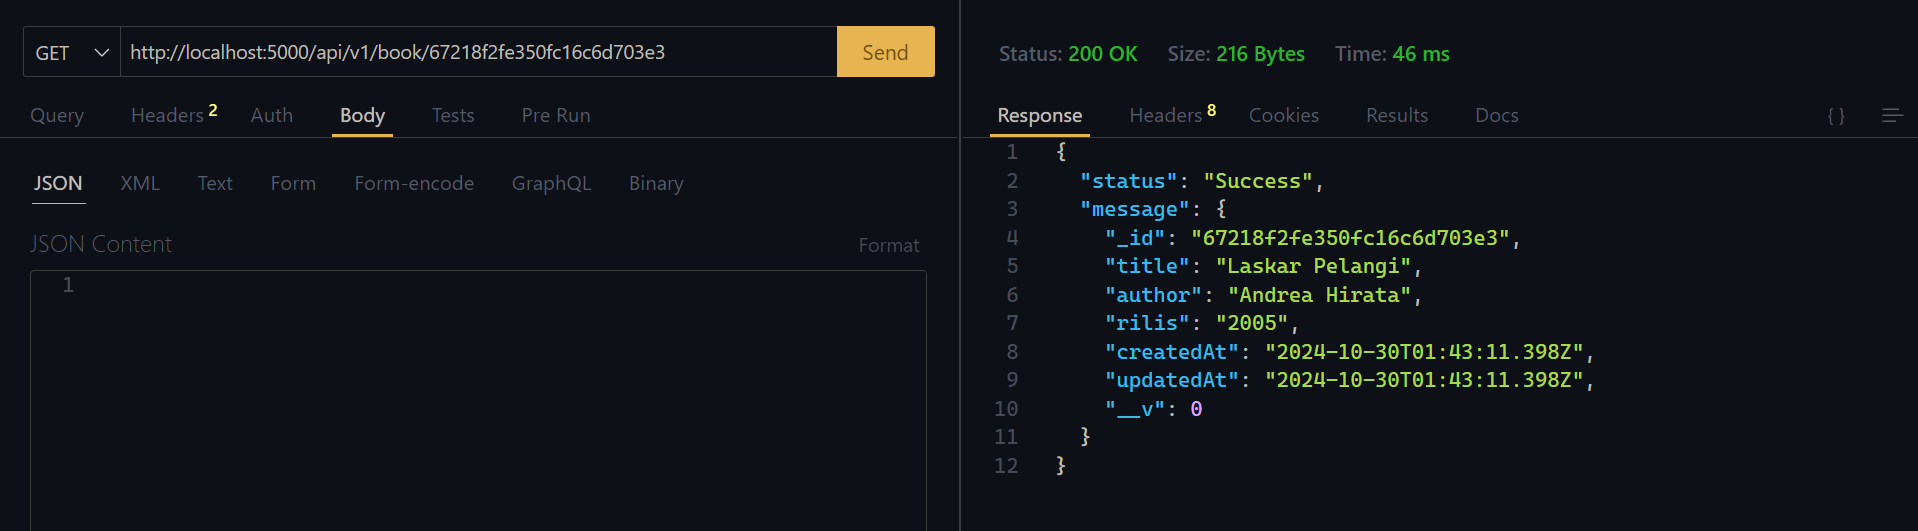 GET
http://localhost:5000/api/v1/book/67218f2fe350fc16c6d703e3
Send
Query Headers 2 Auth Body Tests Pre Run
JSON XML Text Form Form-encode GraphQL Binary
JSON Content Format
1
Status: 200 OK Size: 216 Bytes Time: 46 ms
Response Headers 8 Cookies Results Docs { }
1 {
2 "status": "Success",
3 "message": {
4 "_id": "67218f2fe350fc16c6d703e3",
5 "title": "Laskar Pelangi",
6 "author": "Andrea Hirata",
7 "rilis": "2005",
8 "createdAt": "2024-10-30T01:43:11.398Z",
9 "updatedAt": "2024-10-30T01:43:11.398Z",
10 "__v": 0
11 }
12 }